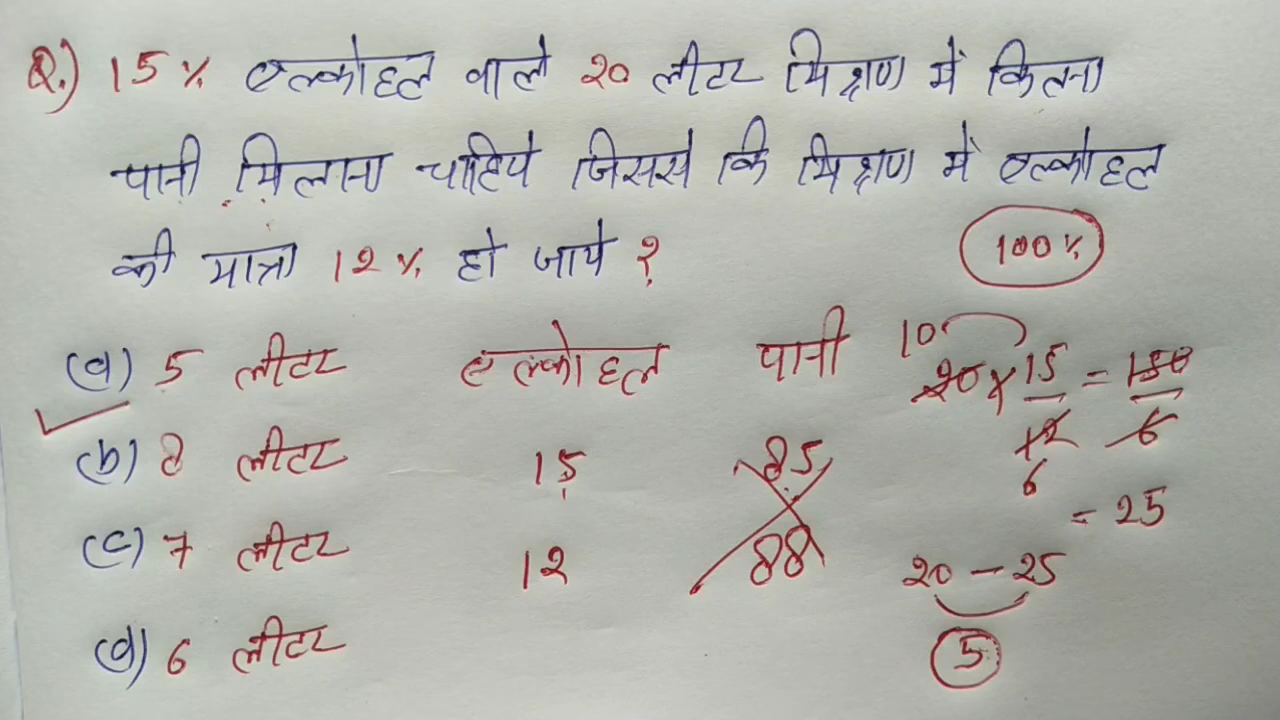 Q.) 15% एल्कोहल वाले 20 लीटर मिश्रण में कितना
पानी मिलाना चाहिये जिससे कि मिश्रण में एल्कोहल
की मात्रा 12% हो जाये ?
100%
(a) 5 लीटर
(b) 8 लीटर
(c) 7 लीटर
(d) 6 लीटर
एल्कोहल पानी
15 85
12 88
10
20 × 15/12 = 150/6
6
= 25
20 – 25
5